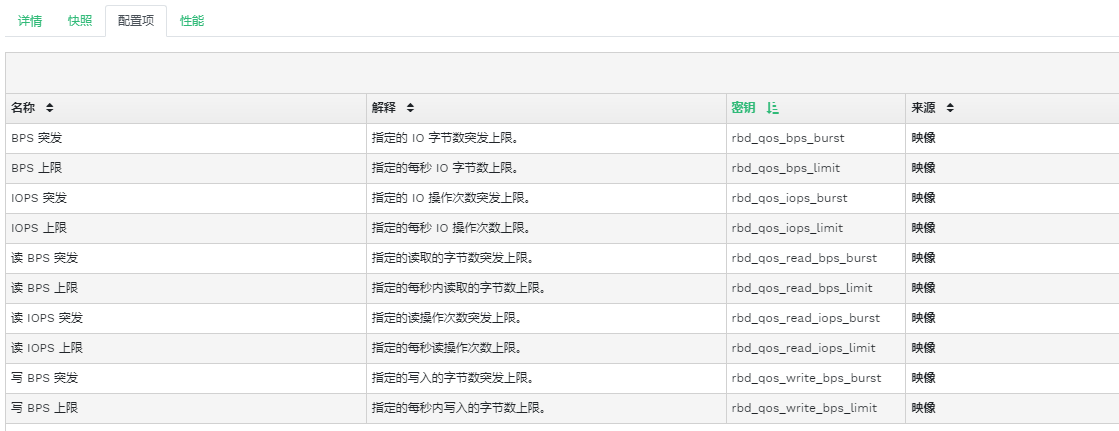 详情 快照 配置项 性能
名称 解释 密钥 来源
BPS 突发 指定的 IO 字节数突发上限。 rbd_qos_bps_burst 映像
BPS 上限 指定的每秒 IO 字节数上限。 rbd_qos_bps_limit 映像
IOPS 突发 指定的 IO 操作次数突发上限。 rbd_qos_iops_burst 映像
IOPS 上限 指定的每秒 IO 操作次数上限。 rbd_qos_iops_limit 映像
读 BPS 突发 指定的读取的字节数突发上限。 rbd_qos_read_bps_burst 映像
读 BPS 上限 指定的每秒内读取的字节数上限。 rbd_qos_read_bps_limit 映像
读 IOPS 突发 指定的读操作次数突发上限。 rbd_qos_read_iops_burst 映像
读 IOPS 上限 指定的每秒读操作次数上限。 rbd_qos_read_iops_limit 映像
写 BPS 突发 指定的写入的字节数突发上限。 rbd_qos_write_bps_burst 映像
写 BPS 上限 指定的每秒内写入的字节数上限。 rbd_qos_write_bps_limit 映像